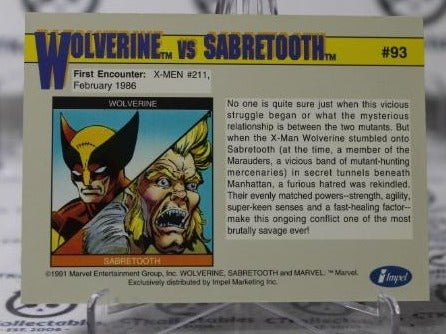 WOLVERINE™ VS SABRETOOTH™
#93
First Encounter: X-MEN #211,
February 1986
WOLVERINE
SABRETOOTH
No one is quite sure just when this vicious
struggle began or what the mysterious
relationship is between the two mutants. But
when the X-Man Wolverine stumbled onto
Sabretooth (at the time, a member of the
Marauders, a vicious band of mutant-hunting
mercenaries) in secret tunnels beneath
Manhattan, a furious hatred was rekindled.
Their evenly matched powers--strength, agility,
super-keen senses and a fast-healing factor--
make this ongoing conflict one of the most
brutally savage ever!
©1991 Marvel Entertainment Group, Inc. WOLVERINE, SABRETOOTH and MARVEL: ™ Marvel.
Exclusively distributed by Impel Marketing Inc.
Impel